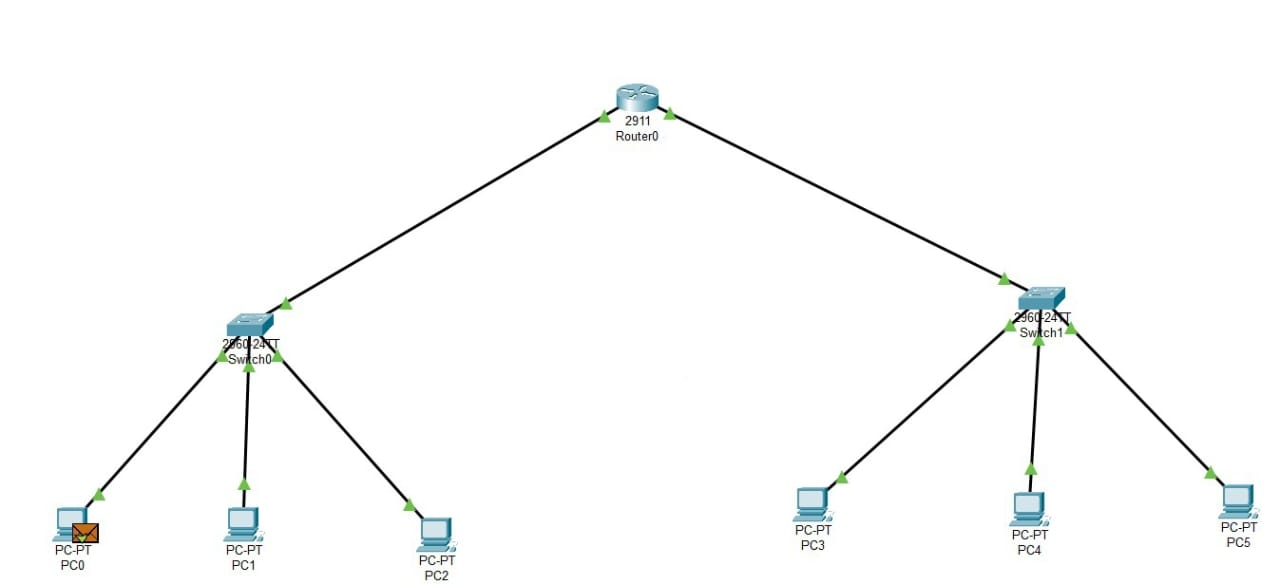 2911
Router0
2960-24TT
Switch0
2960-24TT
Switch1
PC-PT
PC0
PC-PT
PC1
PC-PT
PC2
PC-PT
PC3
PC-PT
PC4
PC-PT
PC5